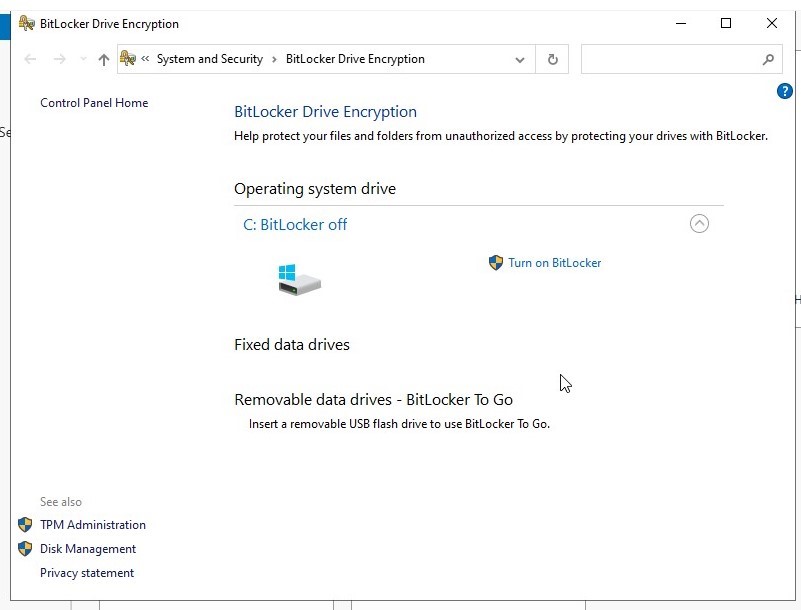 BitLocker Drive Encryption
« System and Security > BitLocker Drive Encryption
Control Panel Home
?
BitLocker Drive Encryption
Se
Help protect your files and folders from unauthorized access by protecting your drives with BitLocker.
Operating system drive
C: BitLocker off
Turn on BitLocker
H
Fixed data drives
Removable data drives - BitLocker To Go
Insert a removable USB flash drive to use BitLocker To Go.
See also
TPM Administration
Disk Management
Privacy statement